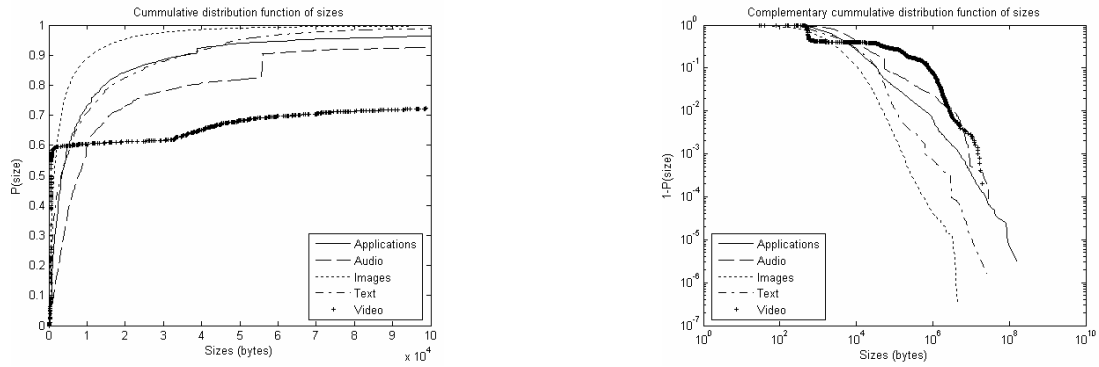 Cummulative distribution function of sizes
1
0.9
0.8
0.7
0.6
0.5
0.4
0.3
0.2
0.1
0
P(size)
Applications
Audio
Images
Text
Video
0 1 2 3 4 5 6 7 8 9 10
Sizes (bytes)
x 10^4
Complementary cummulative distribution function of sizes
10^0
10^-1
10^-2
10^-3
10^-4
10^-5
10^-6
10^-7
1-P(size)
Applications
Audio
Images
Text
Video
10^0 10^2 10^4 10^6 10^8 10^10
Sizes (bytes)